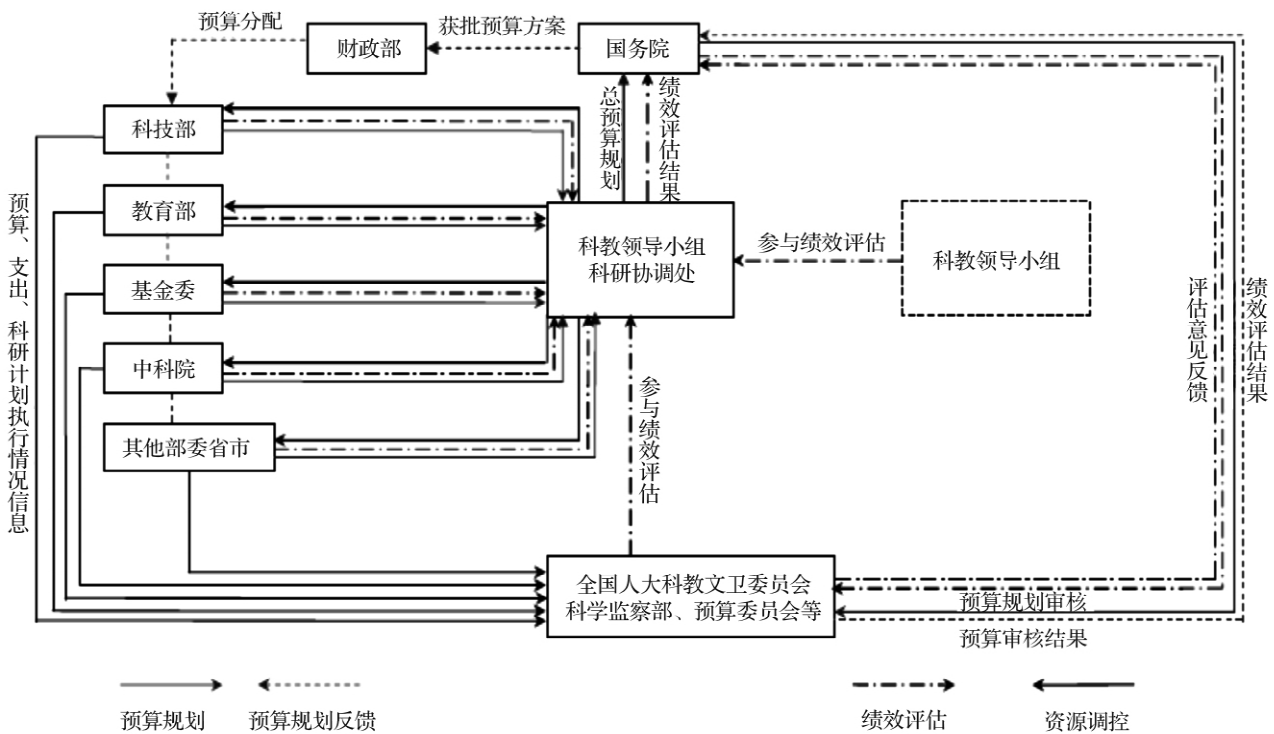 预算分配
财政部
获批预算方案
国务院
科技部
总预算规划
绩效评估结果
教育部
预算、支出、科研计划执行情况信息
科教领导小组
科研协调处
参与绩效评估
科教领导小组
基金委
评估意见反馈
绩效评估结果
中科院
参与绩效评估
其他部委省市
全国人大科教文卫委员会
科学监察部、预算委员会等
预算规划审核
预算审核结果
预算规划
预算规划反馈
绩效评估
资源调控